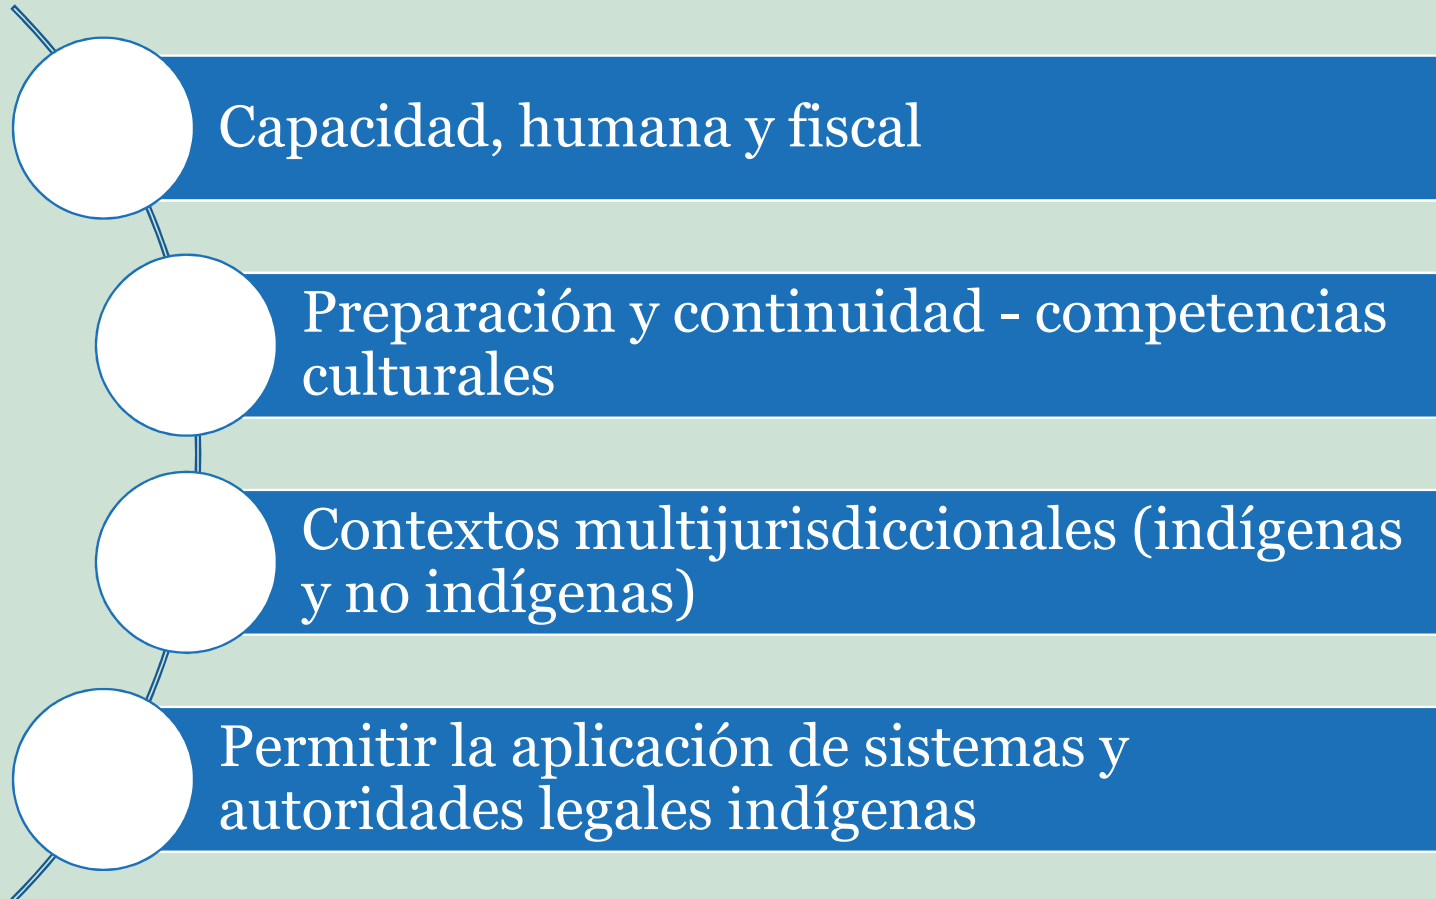 Capacidad, humana y fiscal
Preparación y continuidad - competencias
culturales
Contextos multijurisdiccionales (indígenas
y no indígenas)
Permitir la aplicación de sistemas y
autoridades legales indígenas